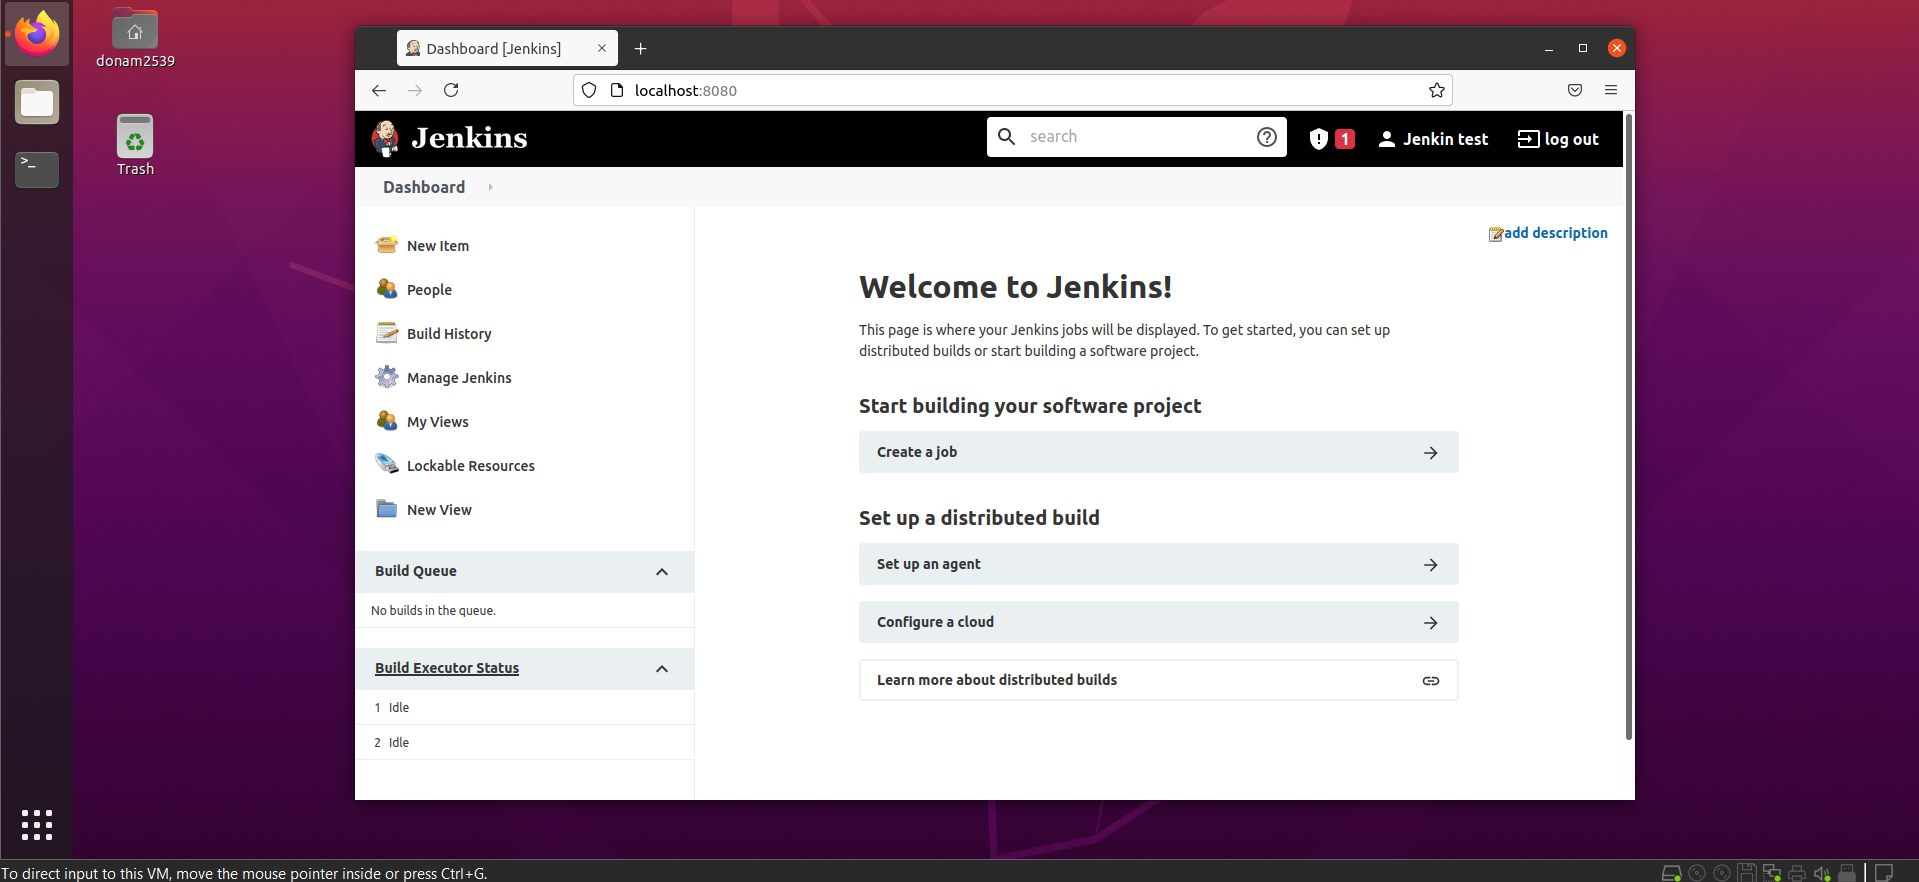 donam2539
Trash
>_
Dashboard [Jenkins]
localhost:8080
Jenkins
search
1
Jenkin test
log out
Dashboard
add description
New Item
People
Build History
Manage Jenkins
My Views
Lockable Resources
New View
Build Queue
No builds in the queue.
Build Executor Status
1 Idle
2 Idle
Welcome to Jenkins!
This page is where your Jenkins jobs will be displayed. To get started, you can set up
distributed builds or start building a software project.
Start building your software project
Create a job
Set up a distributed build
Set up an agent
Configure a cloud
Learn more about distributed builds
To direct input to this VM, move the mouse pointer inside or press Ctrl+G.